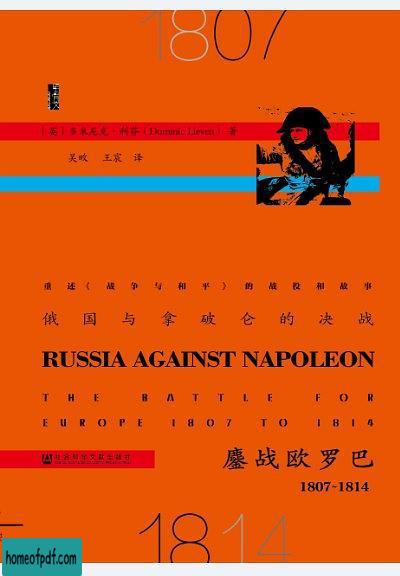 1807
[英] 多米尼克·利芬 (Dominic Lieven) 著
吴畋 王宸 译
重述《战争与和平》的战役和故事
俄国与拿破仑的决战
RUSSIA AGAINST NAPOLEON
THE BATTLE FOR
EUROPE 1807 TO 1814
社会科学文献出版社
鏖战欧罗巴
1807~1814
1814
homeofpdf.com